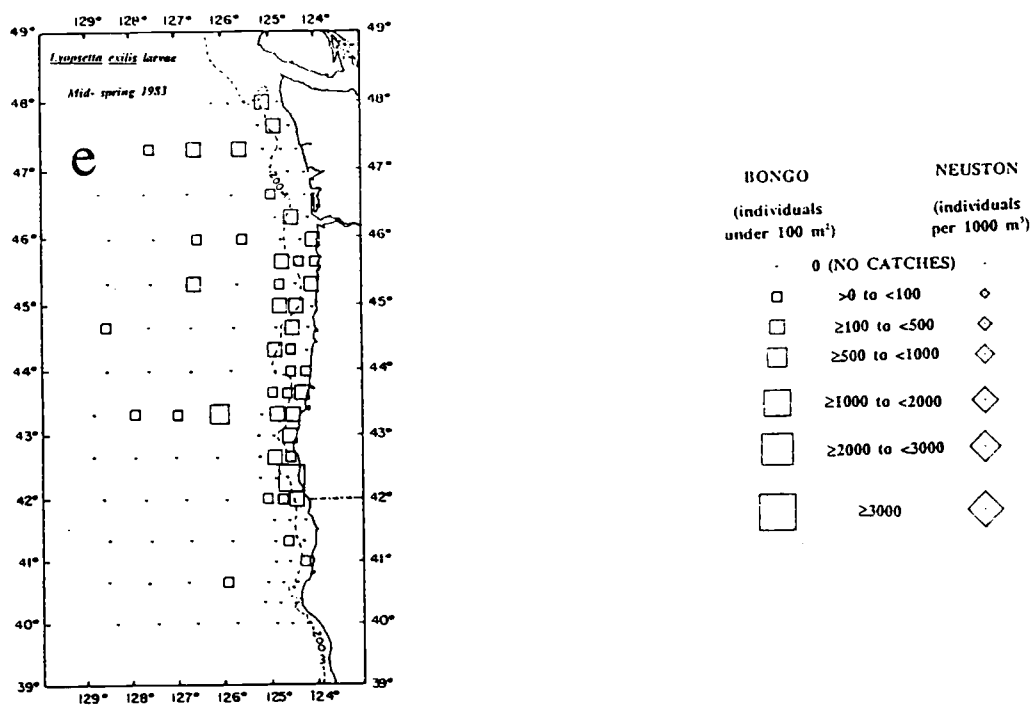 129° 128° 127° 126° 125° 124°
49° 49°
Lyopsetta exilis larvae
Mid- spring 1983
48° 48°
e
47° 47°
200
46° 46°
45° 45°
44° 44°
43° 43°
42° 42°
41° 41°
40° 40°
200m
39° 39°
129° 128° 127° 126° 125° 124°
BONGO NEUSTON
(individuals (individuals
under 100 m²) per 1000 m³)
0 (NO CATCHES)
>0 to <100
≥100 to <500
≥500 to <1000
≥1000 to <2000
≥2000 to <3000
≥3000